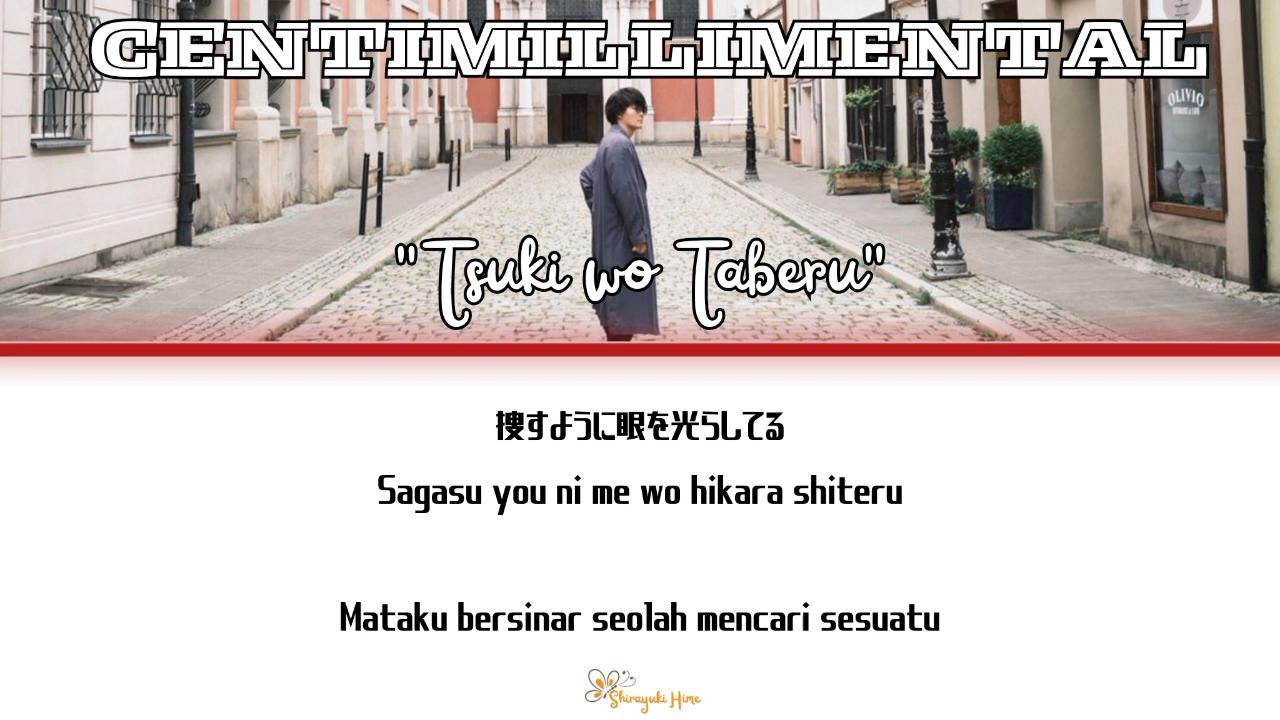 CENTIMILLIMENTAL
OLIVIO
"Tsuki wo Taberu"
捜すように眼を光らしてる
Sagasu you ni me wo hikara shiteru
Mataku bersinar seolah mencari sesuatu
Shirayuki Hime